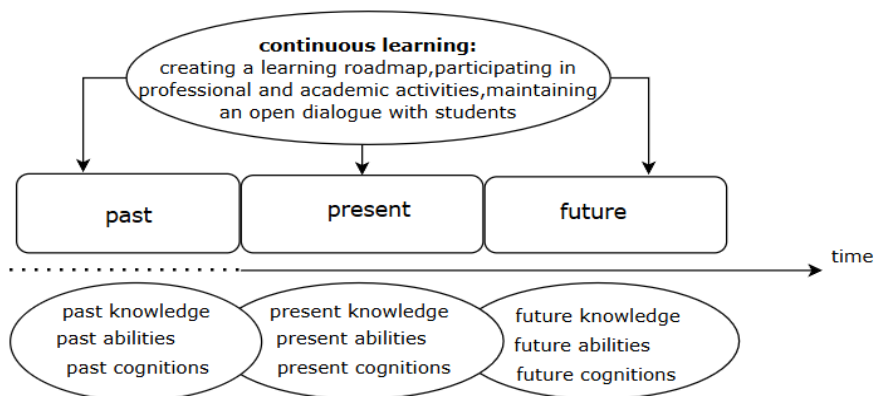 continuous learning:
creating a learning roadmap,participating in
professional and academic activities,maintaining
an open dialogue with students
past
present
future
time
past knowledge
past abilities
past cognitions
present knowledge
present abilities
present cognitions
future knowledge
future abilities
future cognitions